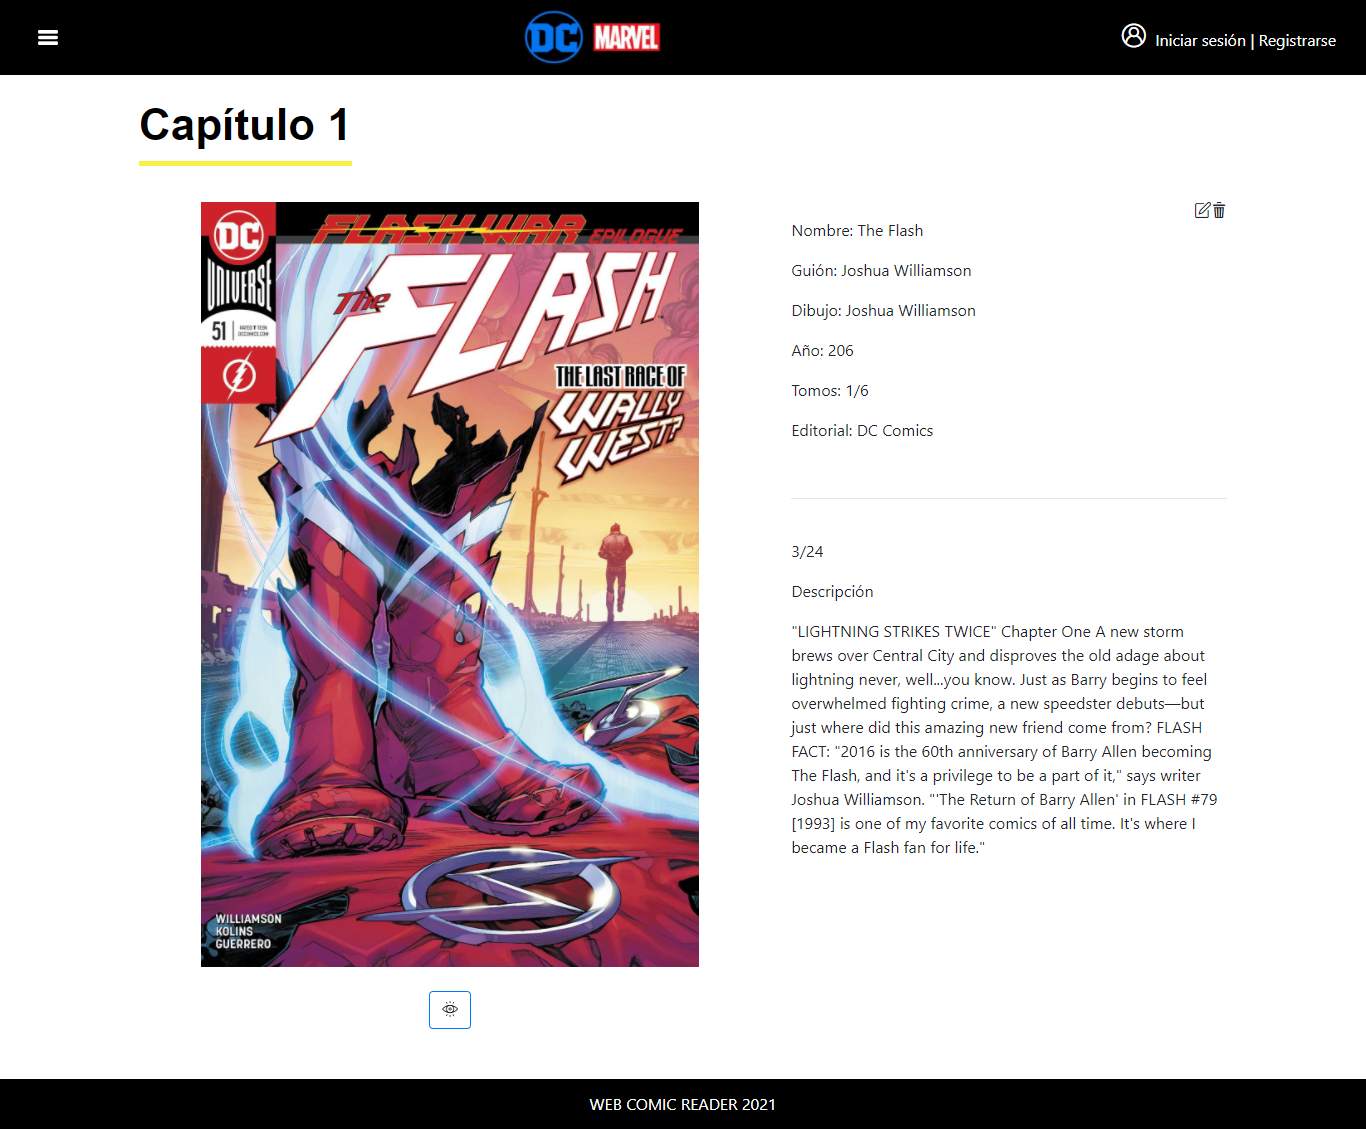 DC MARVEL
Iniciar sesión | Registrarse
Capítulo 1
DC
UNIVERSE
51
RATED T TEEN
DCCOMICS.COM
FLASH WAR EPILOGUE
The
FLASH
THE LAST RACE OF
WALLY
WEST?
WILLIAMSON
KOLINS
GUERRERO
Nombre: The Flash
Guión: Joshua Williamson
Dibujo: Joshua Williamson
Año: 206
Tomos: 1/6
Editorial: DC Comics
3/24
Descripción
"LIGHTNING STRIKES TWICE" Chapter One A new storm
brews over Central City and disproves the old adage about
lightning never, well...you know. Just as Barry begins to feel
overwhelmed fighting crime, a new speedster debuts—but
just where did this amazing new friend come from? FLASH
FACT: "2016 is the 60th anniversary of Barry Allen becoming
The Flash, and it's a privilege to be a part of it," says writer
Joshua Williamson. "'The Return of Barry Allen' in FLASH #79
[1993] is one of my favorite comics of all time. It's where I
became a Flash fan for life."
WEB COMIC READER 2021